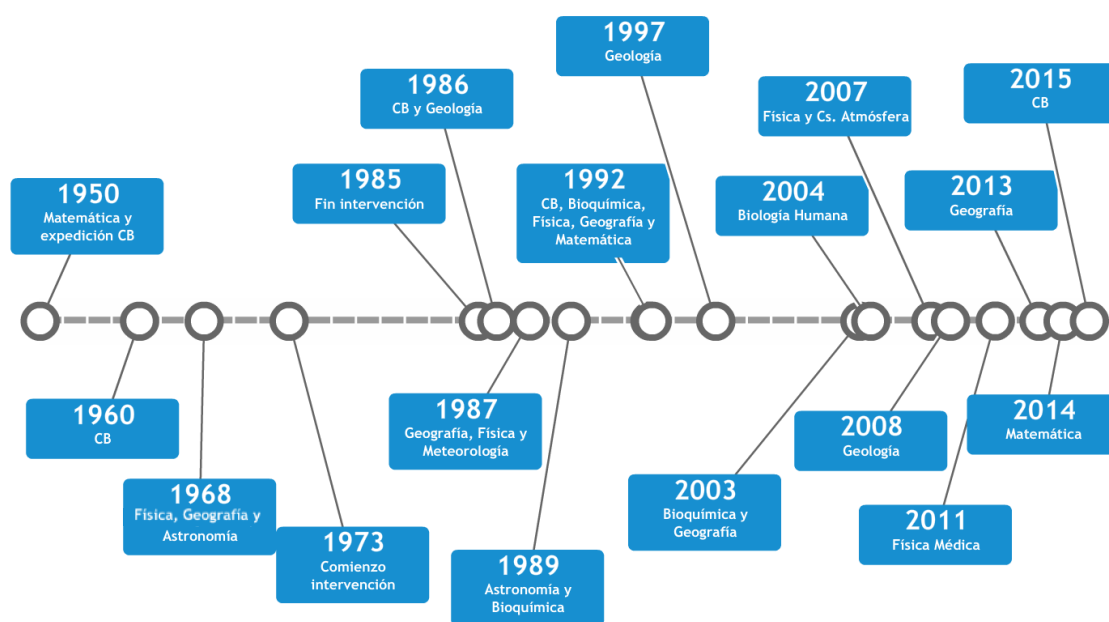 1950
Matemática y
expedición CB
1960
CB
1968
Física, Geografía y
Astronomía
1973
Comienzo
intervención
1985
Fin intervención
1986
CB y Geología
1987
Geografía, Física y
Meteorología
1989
Astronomía y
Bioquímica
1992
CB, Bioquímica,
Física, Geografía y
Matemática
1997
Geología
2003
Bioquímica y
Geografía
2004
Biología Humana
2007
Física y Cs. Atmósfera
2008
Geología
2011
Física Médica
2013
Geografía
2014
Matemática
2015
CB